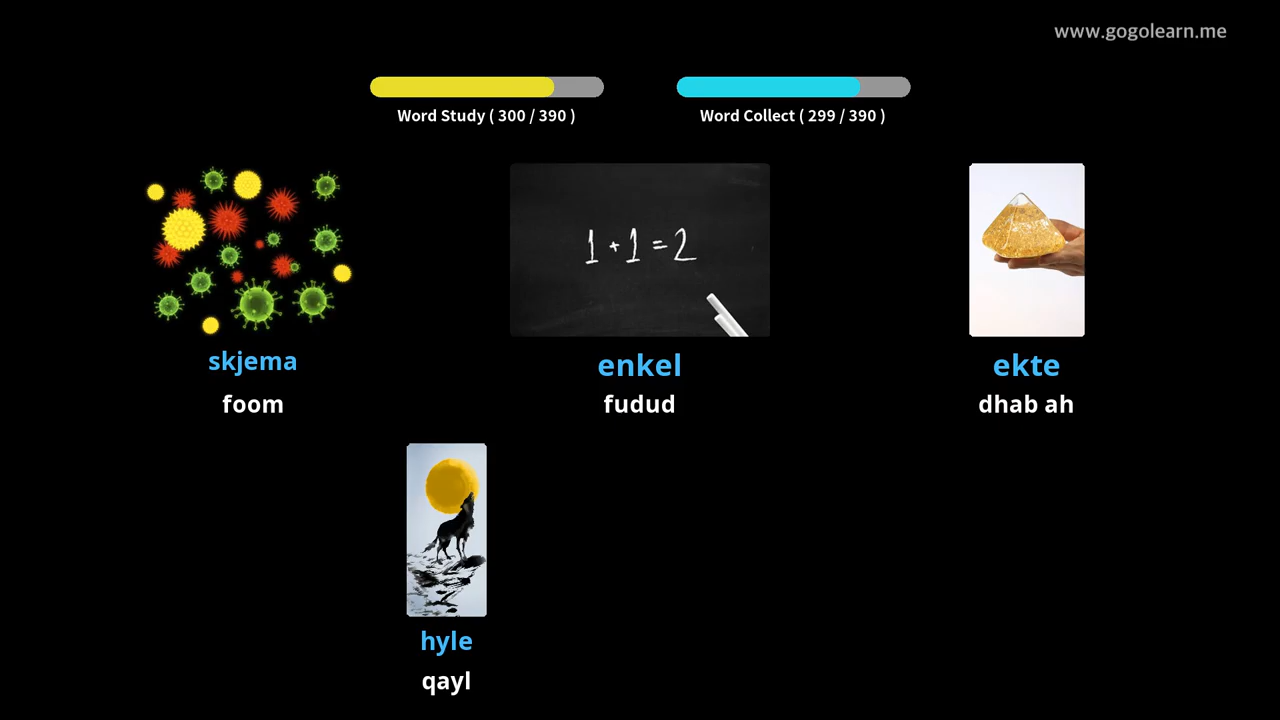 www.gogolearn.me
Word Study ( 300 / 390 )
Word Collect ( 299 / 390 )
1 + 1 = 2
skjema
enkel
ekte
foom
fudud
dhab ah
hyle
qayl